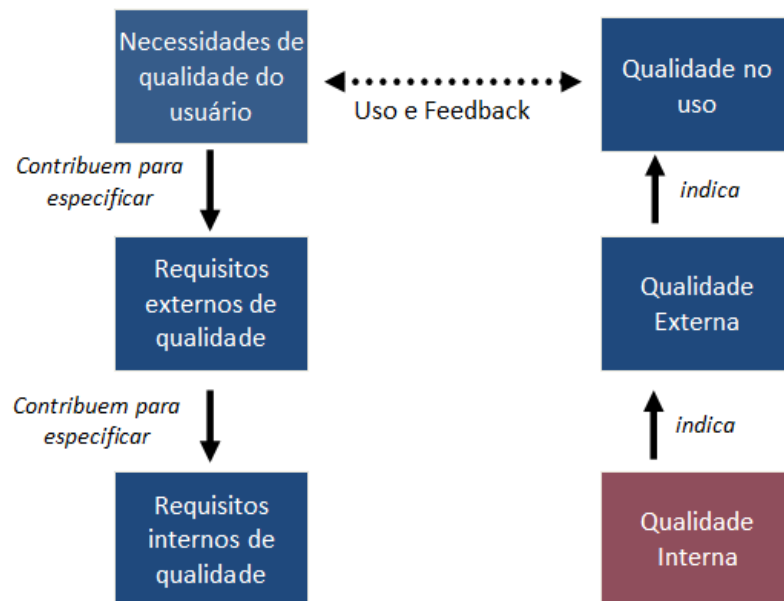 Necessidades de
qualidade do
usuário
Uso e Feedback
Qualidade no
uso
Contribuem para
especificar
indica
Requisitos
externos de
qualidade
Qualidade
Externa
Contribuem para
especificar
indica
Requisitos
internos de
qualidade
Qualidade
Interna